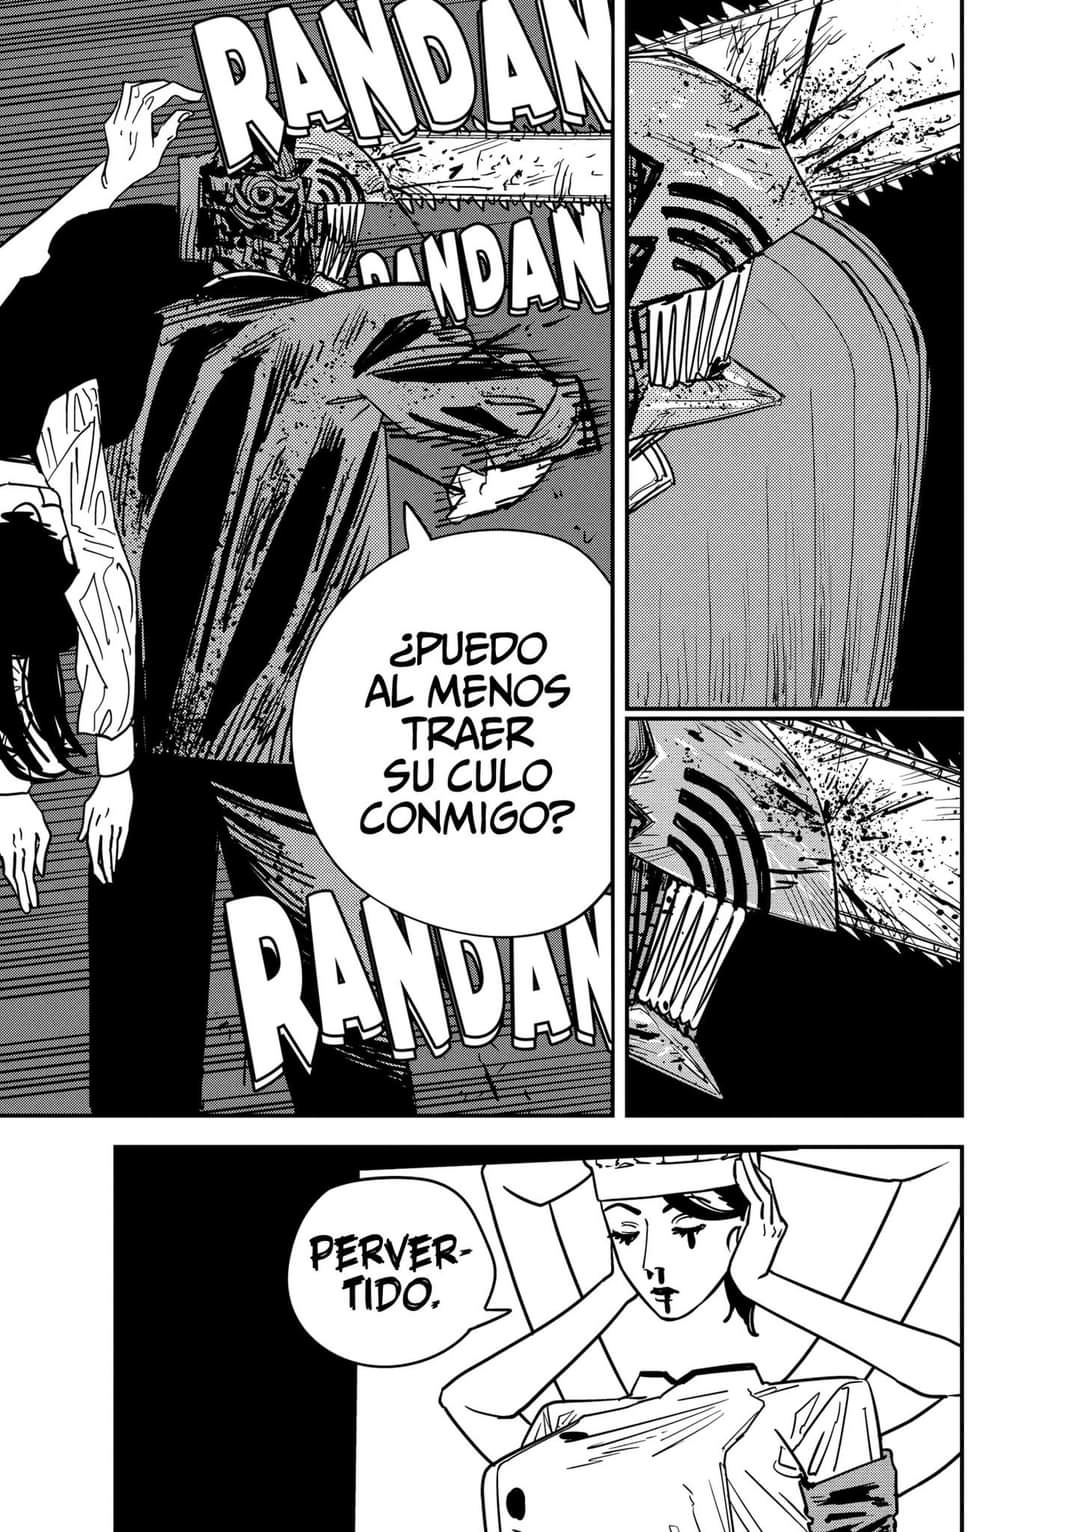 RANDAN
RANDAN
¿PUEDO
AL MENOS
TRAER
SU CULO
CONMIGO?
RANDAN
PERVER-
TIDO.